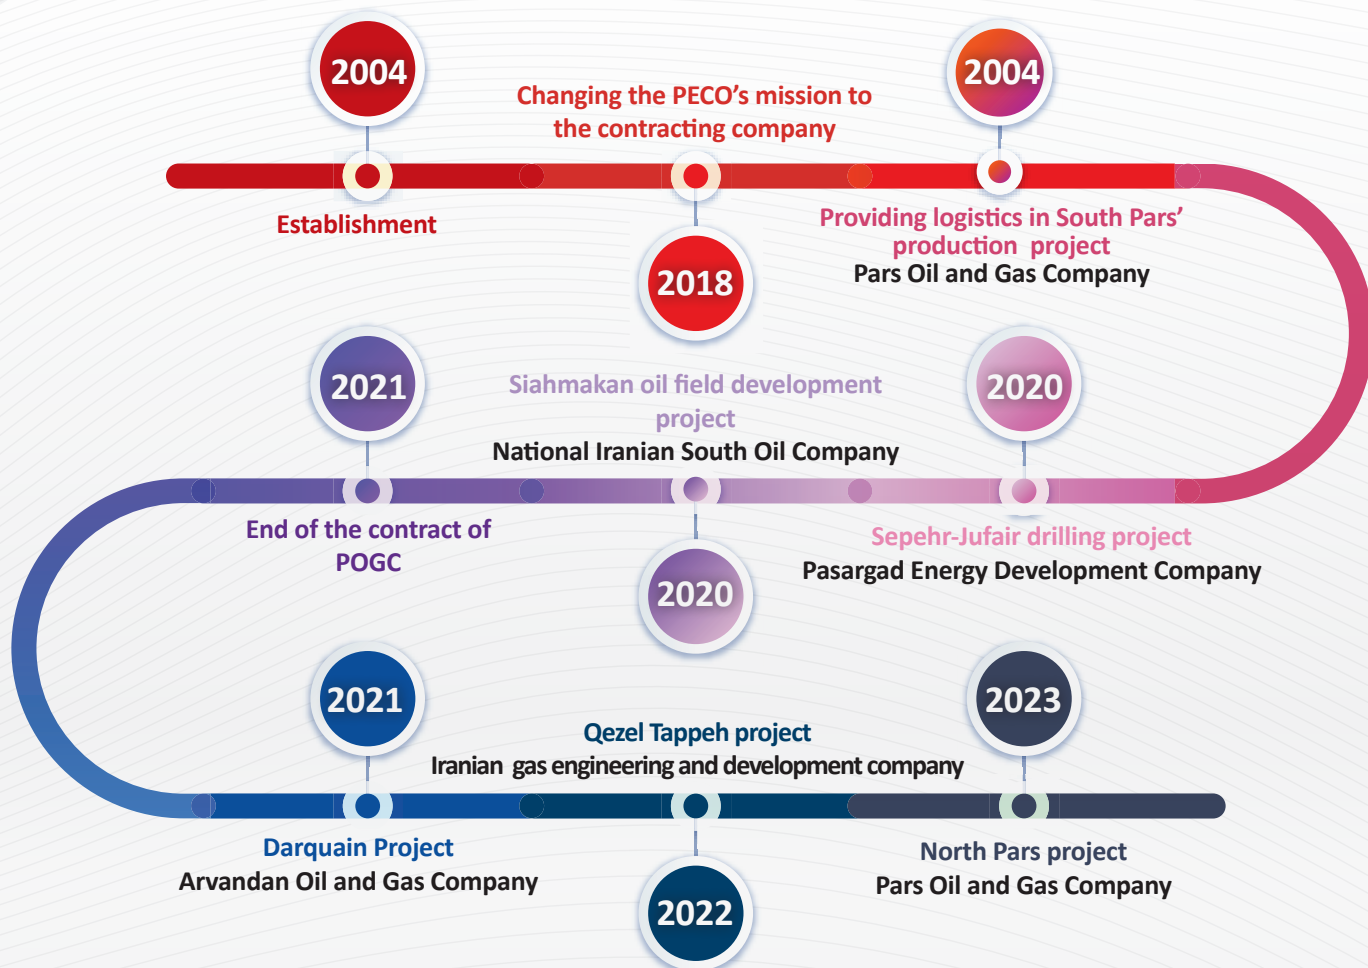 2004
Establishment
Changing the PECO's mission to
the contracting company
2018
2004
Providing logistics in South Pars'
production project
Pars Oil and Gas Company
2020
Sepehr-Jufair drilling project
Pasargad Energy Development Company
Siahmakan oil field development
project
National Iranian South Oil Company
2020
2021
End of the contract of
POGC
2021
Darquain Project
Arvandan Oil and Gas Company
Qezel Tappeh project
Iranian gas engineering and development company
2022
2023
North Pars project
Pars Oil and Gas Company